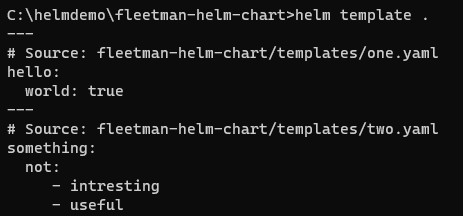 C:\helmdemo\fleetman-helm-chart>helm template .
---
# Source: fleetman-helm-chart/templates/one.yaml
hello:
  world: true
---
# Source: fleetman-helm-chart/templates/two.yaml
something:
  not:
     - intresting
     - useful